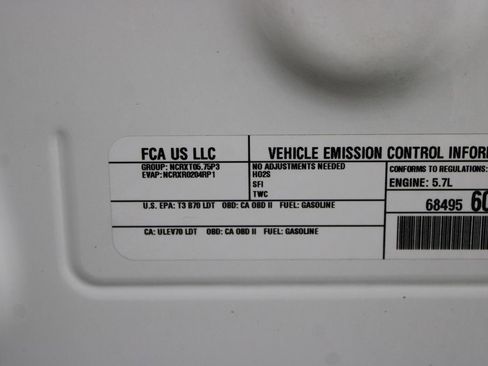 FCA US LLC
GROUP: NCRXT05.75P3
EVAP: NCRXR0204RP1
VEHICLE EMISSION CONTROL INFOR
NO ADJUSTMENTS NEEDED
HO2S
SFI
TWC
CONFORMS TO REGULATIONS:
ENGINE: 5.7L
U.S. EPA: T3 B70 LDT OBD: CA OBD II FUEL: GASOLINE
68495 60
CA: ULEV70 LDT OBD: CA OBD II FUEL: GASOLINE